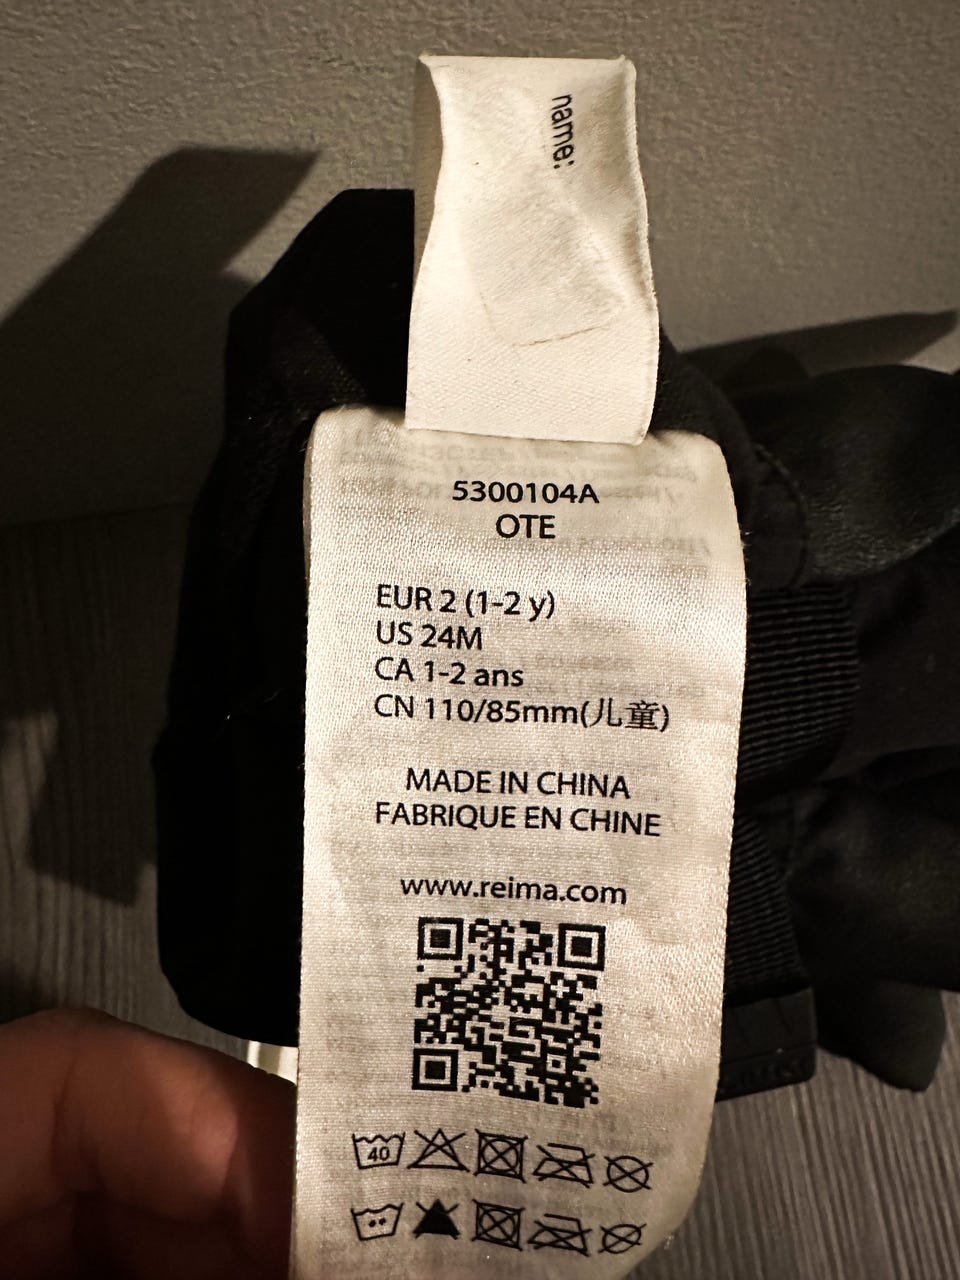 name:
5300104A
OTE
EUR 2 (1-2 y)
US 24M
CA 1-2 ans
CN 110/85mm(儿童)
MADE IN CHINA
FABRIQUE EN CHINE
www.reima.com
40